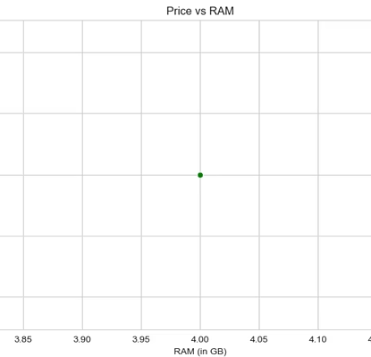 Price vs RAM
3.85 3.90 3.95 4.00 4.05 4.10
RAM (in GB)